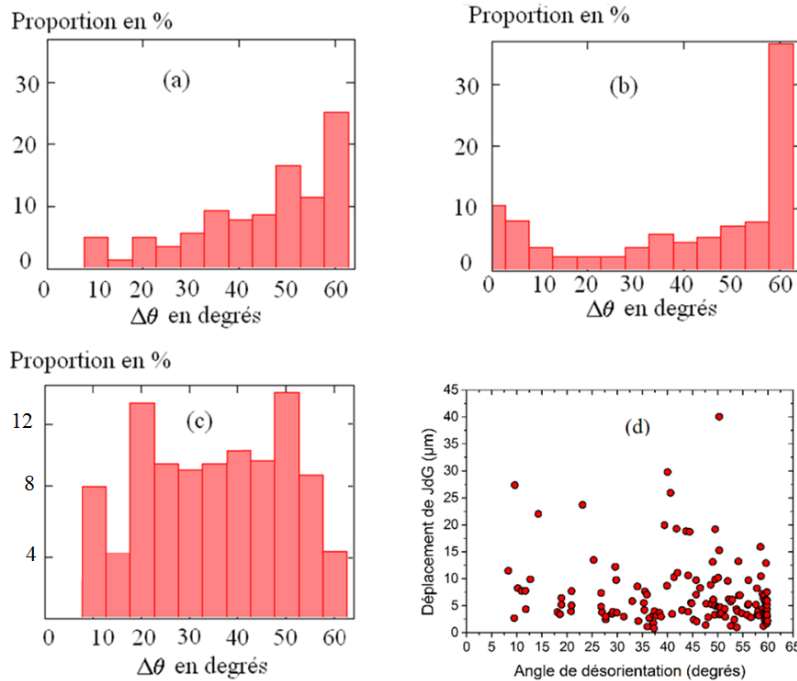 Proportion en %
30
(a)
20
10
0
0 10 20 30 40 50 60
Δθ en degrés
Proportion en %
30
(b)
20
10
0
0 10 20 30 40 50 60
Δθ en degrés
Proportion en %
12
(c)
8
4
0 10 20 30 40 50 60
Δθ en degrés
45
(d)
40
35
30
25
20
15
10
5
0
Déplacement de JdG (µm)
0 5 10 15 20 25 30 35 40 45 50 55 60 65
Angle de désorientation (degrés)